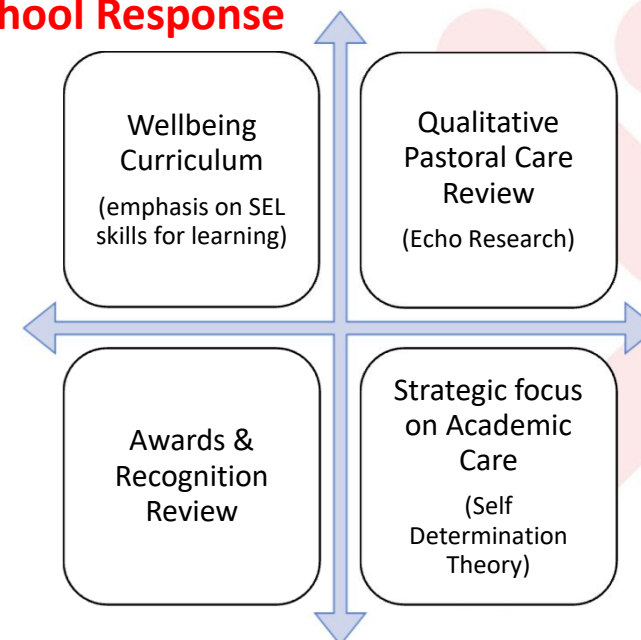 hool Response
Wellbeing
Curriculum
(emphasis on SEL
skills for learning)
Qualitative
Pastoral Care
Review
(Echo Research)
Awards &
Recognition
Review
Strategic focus
on Academic
Care
(Self
Determination
Theory)